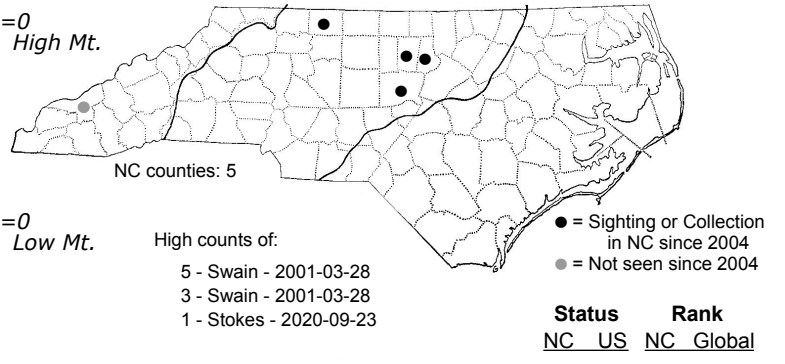 =0
High Mt.
NC counties: 5
=0
Low Mt.
High counts of:
5 - Swain - 2001-03-28
3 - Swain - 2001-03-28
1 - Stokes - 2020-09-23
= Sighting or Collection
in NC since 2004
= Not seen since 2004
Status Rank
NC US NC Global